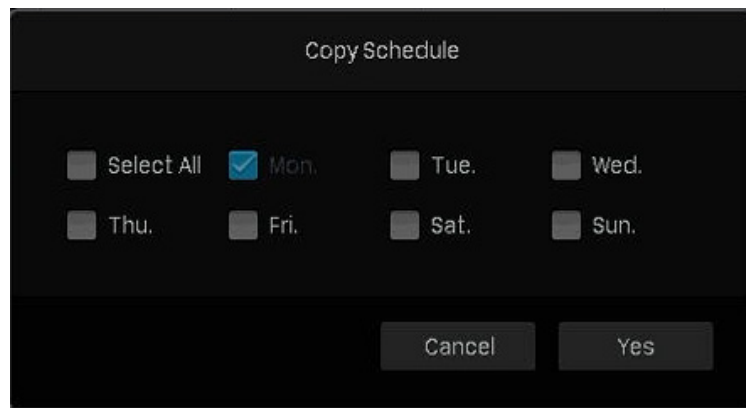 Copy Schedule
Select All Mon. Tue. Wed.
Thu. Fri. Sat. Sun.
Cancel Yes